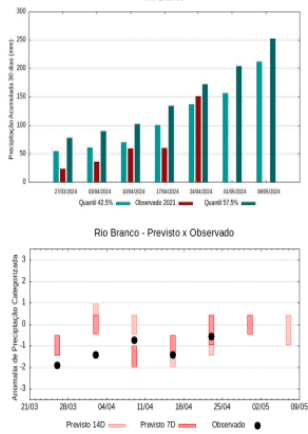 Precipitação Acumulada 30 dias (mm)
300
250
200
150
100
50
0
27/03/2024 03/04/2024 10/04/2024 17/04/2024 24/04/2024 01/05/2024 08/05/2024
Quantil 42.5% Observado 2021 Quantil 57.5%
Rio Branco - Previsto x Observado
Anomalia de Precipitação Categorizada
3
2
1
0
-1
-2
-3
21/03 28/03 04/04 11/04 18/04 25/04 02/05 09/05
Previsto 14D Previsto 7D Observado